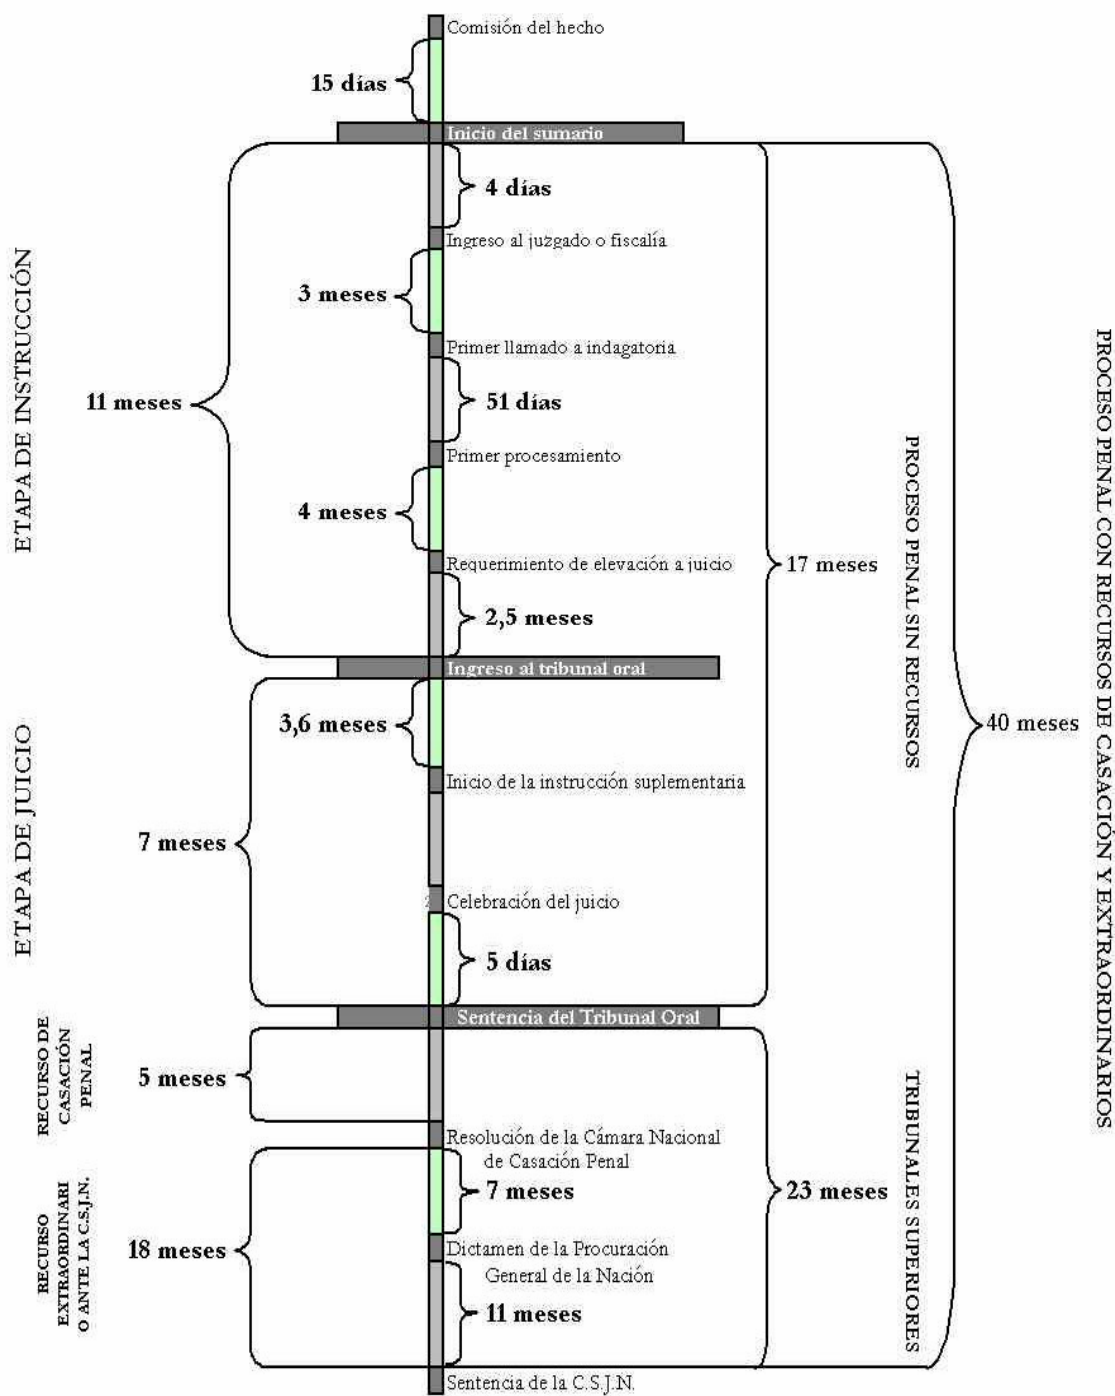 Comisión del hecho
15 días
Inicio del sumario
4 días
Ingreso al juzgado o fiscalía
3 meses
Primer llamado a indagatoria
51 días
11 meses
ETAPA DE INSTRUCCIÓN
Primer procesamiento
4 meses
Requerimiento de elevación a juicio
2,5 meses
Ingreso al tribunal oral
17 meses
PROCESO PENAL SIN RECURSOS
40 meses
PROCESO PENAL CON RECURSOS DE CASACIÓN Y EXTRAORDINARIOS
3,6 meses
Inicio de la instrucción suplementaria
7 meses
ETAPA DE JUICIO
Celebración del juicio
5 días
Sentencia del Tribunal Oral
RECURSO DE
CASACIÓN
PENAL
5 meses
Resolución de la Cámara Nacional
de Casación Penal
7 meses
23 meses
TRIBUNALES SUPERIORES
RECURSO
EXTRAORDINARI
O ANTE LA C.S.J.N.
18 meses
Dictamen de la Procuración
General de la Nación
11 meses
Sentencia de la C.S.J.N.